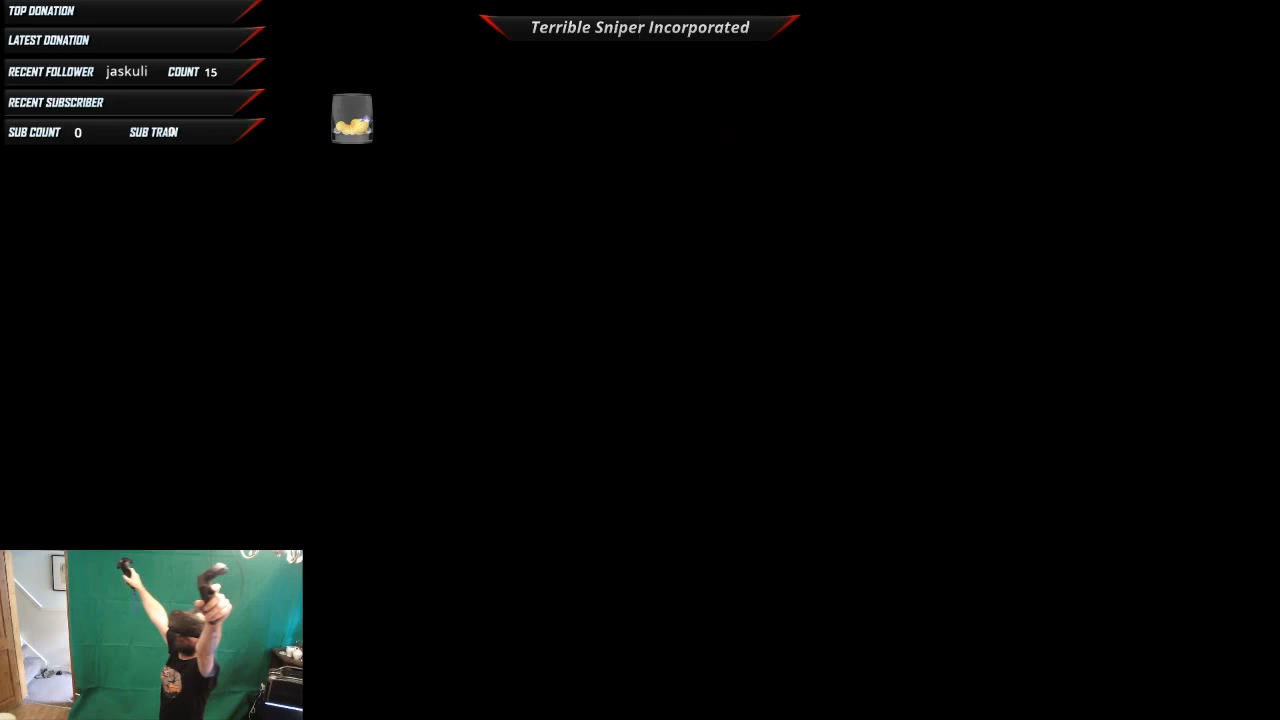 TOP DONATION
Terrible Sniper Incorporated
LATEST DONATION
RECENT FOLLOWER jaskuli COUNT 15
RECENT SUBSCRIBER
SUB COUNT 0 SUB TRAIN